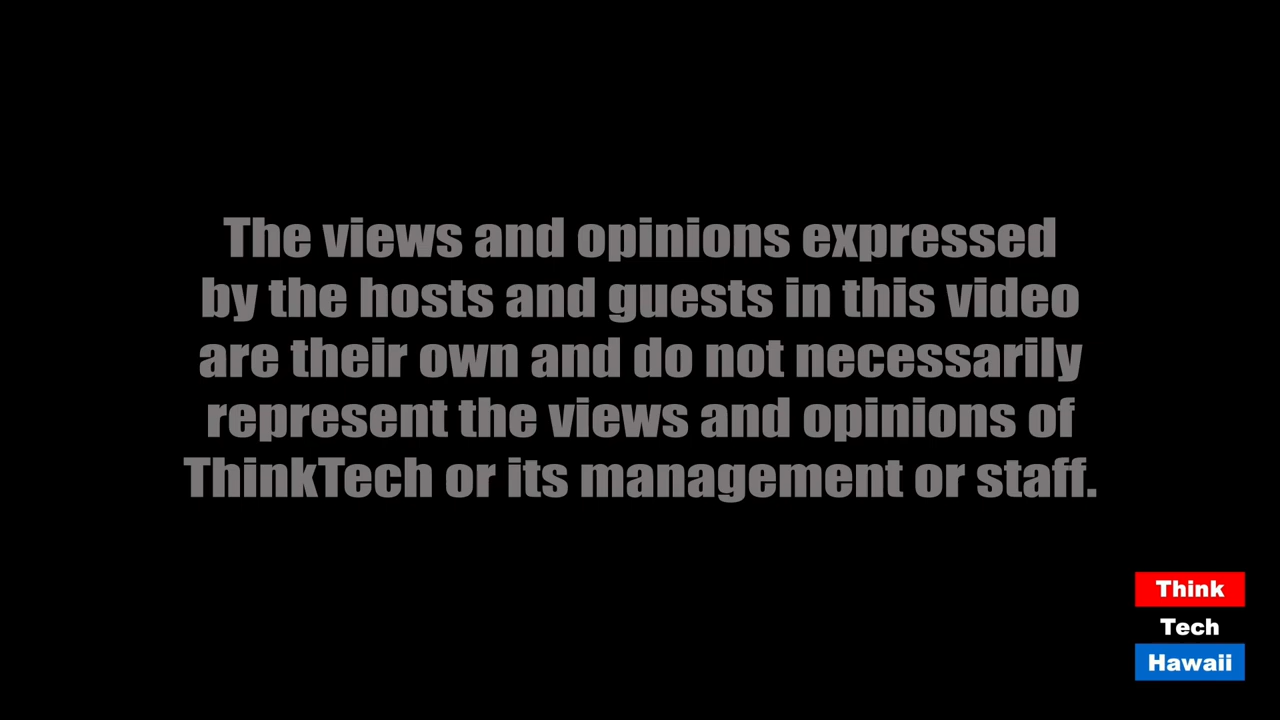 The views and opinions expressed
by the hosts and guests in this video
are their own and do not necessarily
represent the views and opinions of
ThinkTech or its management or staff.
Think
Tech
Hawaii